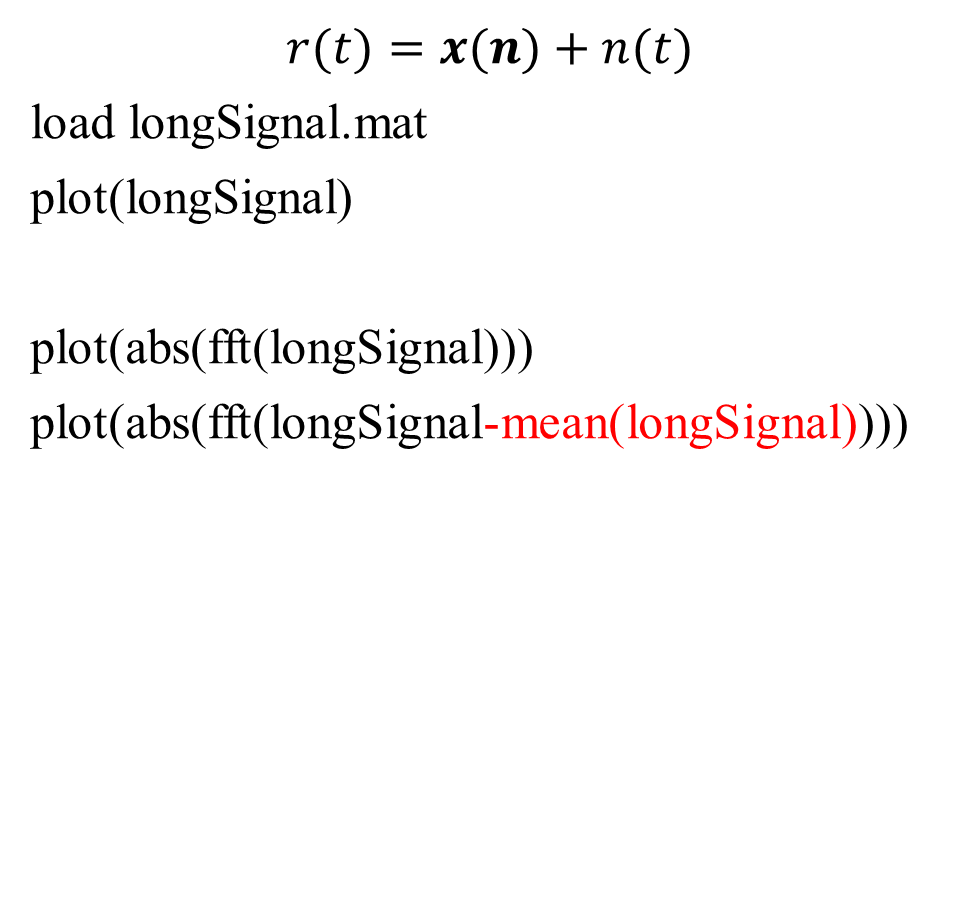 r(t) = x(n) + n(t)
load longSignal.mat
plot(longSignal)
plot(abs(fft(longSignal)))
plot(abs(fft(longSignal-mean(longSignal))))